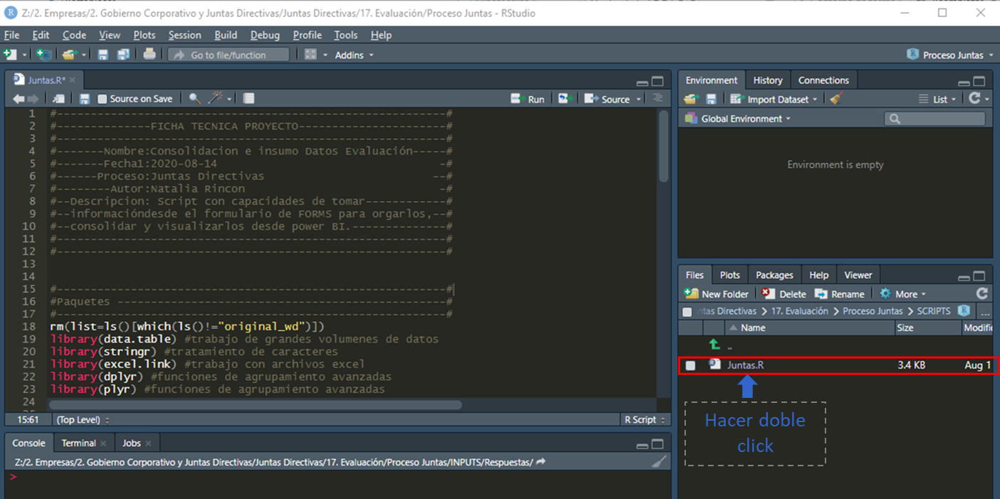 Z:/2. Empresas/2. Gobierno Corporativo y Juntas Directivas/Juntas Directivas/17. Evaluación/Proceso Juntas - RStudio
File Edit Code View Plots Session Build Debug Profile Tools Help
Go to file/function Addins Proceso Juntas
Juntas.R*
Source on Save Run Source
1 #------------------------------------------------------------#
2 #--------------FICHA TECNICA PROYECTO-----------------------#
3 #------------------------------------------------------------#
4 #-------Nombre:Consolidacion e insumo Datos Evaluación-----#
5 #-------Fecha1:2020-08-14 -#
6 #------Proceso:Juntas Directivas --#
7 #--------Autor:Natalia Rincon -#
8 #--Descripcion: Script con capacidades de tomar------------#
9 #--informacióndesde el formulario de FORMS para orgarlos,--#
10 #--consolidar y visualizarlos desde power BI.--------------#
11 #------------------------------------------------------------#
12 #------------------------------------------------------------#
13
14
15 #------------------------------------------------------------#
16 #Paquetes --------------------------------------------------#
17 #------------------------------------------------------------#
18 rm(list=ls()[which(ls()!="original_wd")])
19 library(data.table) #trabajo de grandes volumenes de datos
20 library(stringr) #tratamiento de caracteres
21 library(excel.link) #trabajo con archivos excel
22 library(dplyr) #funciones de agrupamiento avanzadas
23 library(plyr) #funciones de agrupamiento avanzadas
24
15:61 (Top Level) R Script
Console Terminal Jobs
Z:/2. Empresas/2. Gobierno Corporativo y Juntas Directivas/Juntas Directivas/17. Evaluación/Proceso Juntas/INPUTS/Respuestas/
>
Environment History Connections
Import Dataset List
Global Environment
Environment is empty
Files Plots Packages Help Viewer
New Folder Delete Rename More
ntas Directivas > 17. Evaluación > Proceso Juntas > SCRIPTS ...
Name Size Modifie
..
Juntas.R 3.4 KB Aug 1
Hacer doble
click